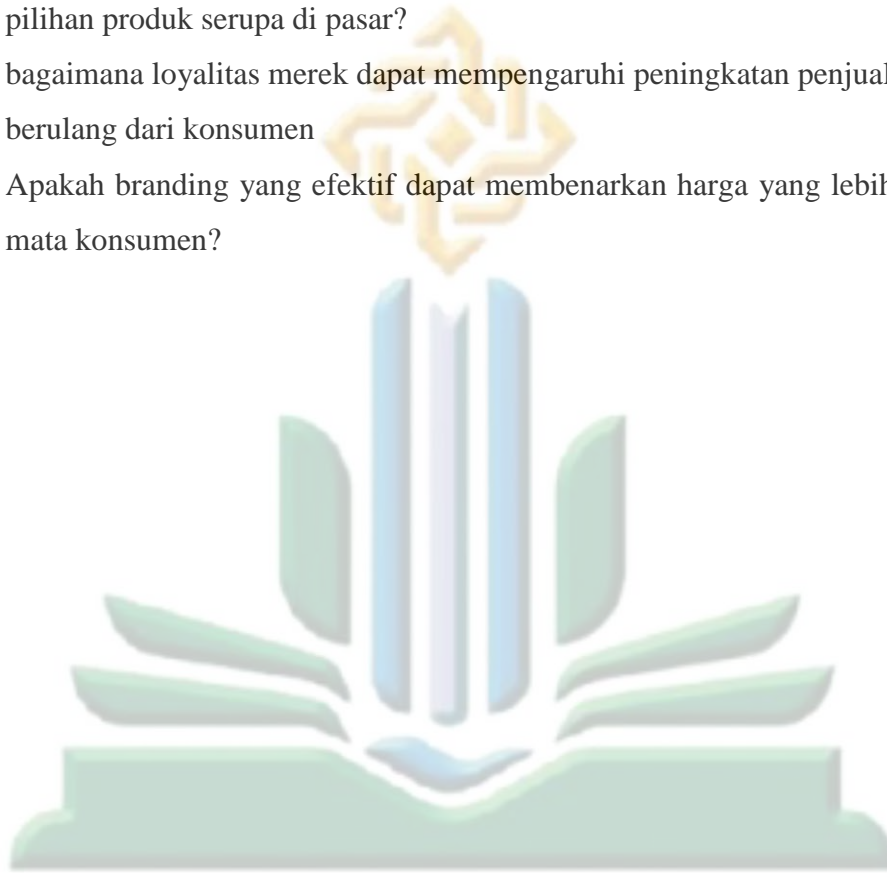 pilihan produk serupa di pasar?
bagaimana loyalitas merek dapat mempengaruhi peningkatan penjual
berulang dari konsumen
Apakah branding yang efektif dapat membenarkan harga yang lebih
mata konsumen?